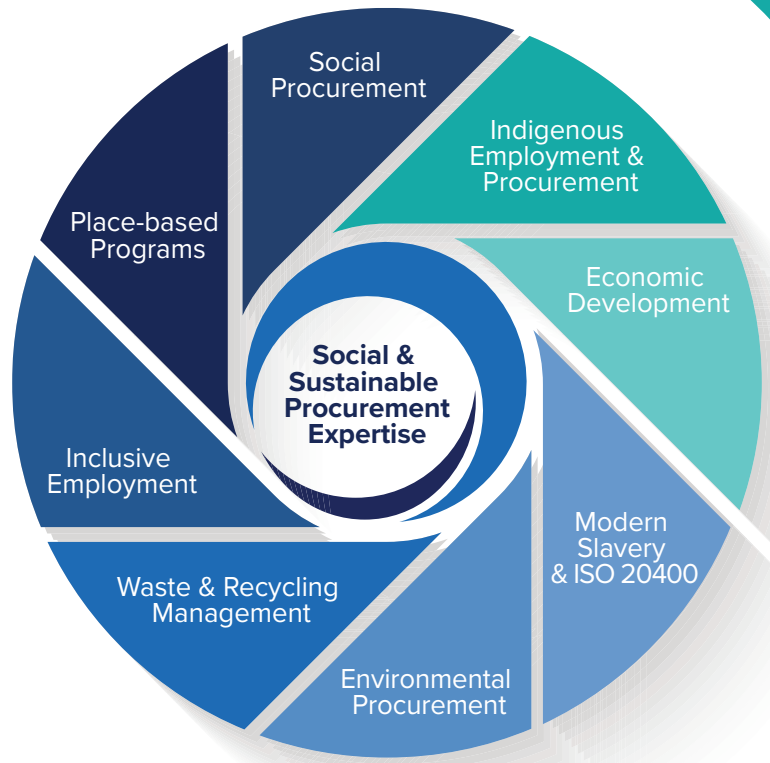 Social
Procurement
Indigenous
Employment &
Procurement
Economic
Development
Modern
Slavery
& ISO 20400
Environmental
Procurement
Waste & Recycling
Management
Inclusive
Employment
Place-based
Programs
Social &
Sustainable
Procurement
Expertise